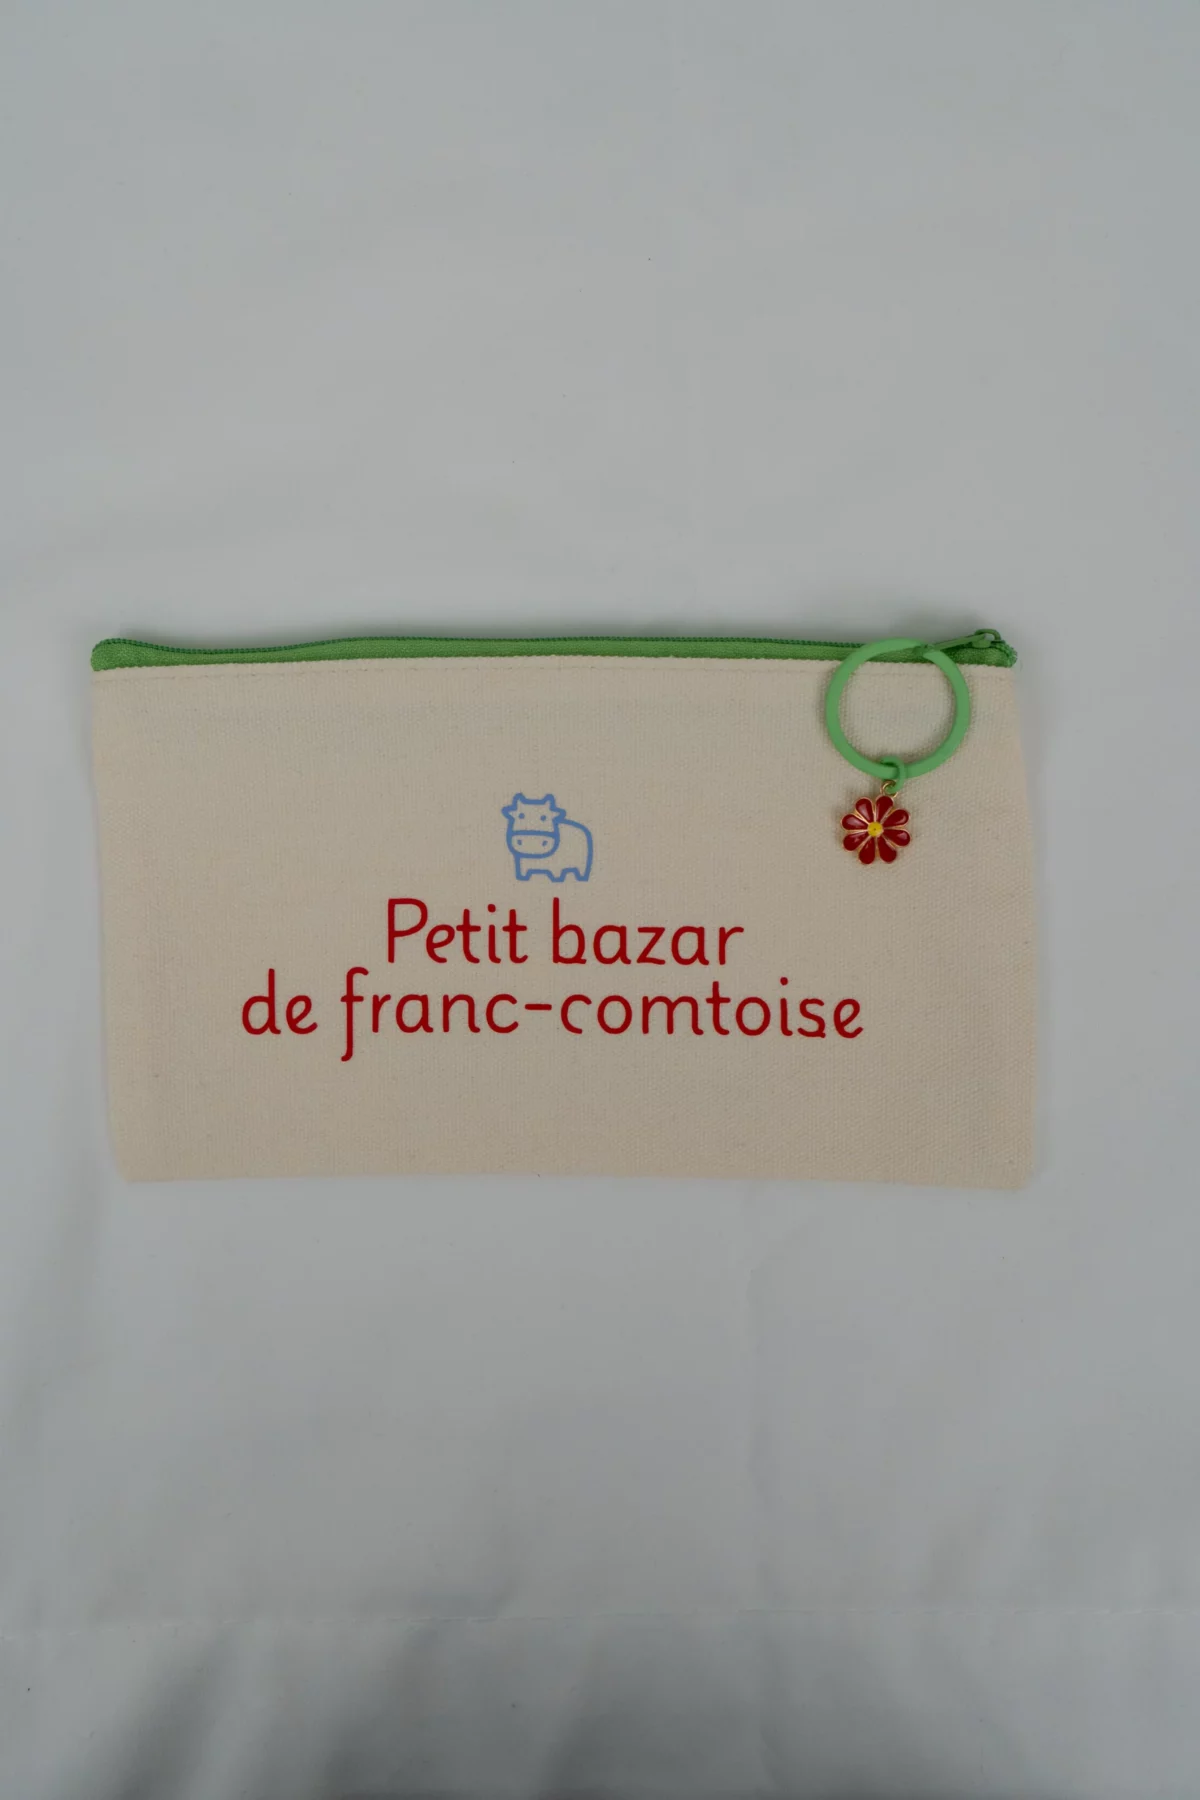 Petit bazar
de franc-comtoise